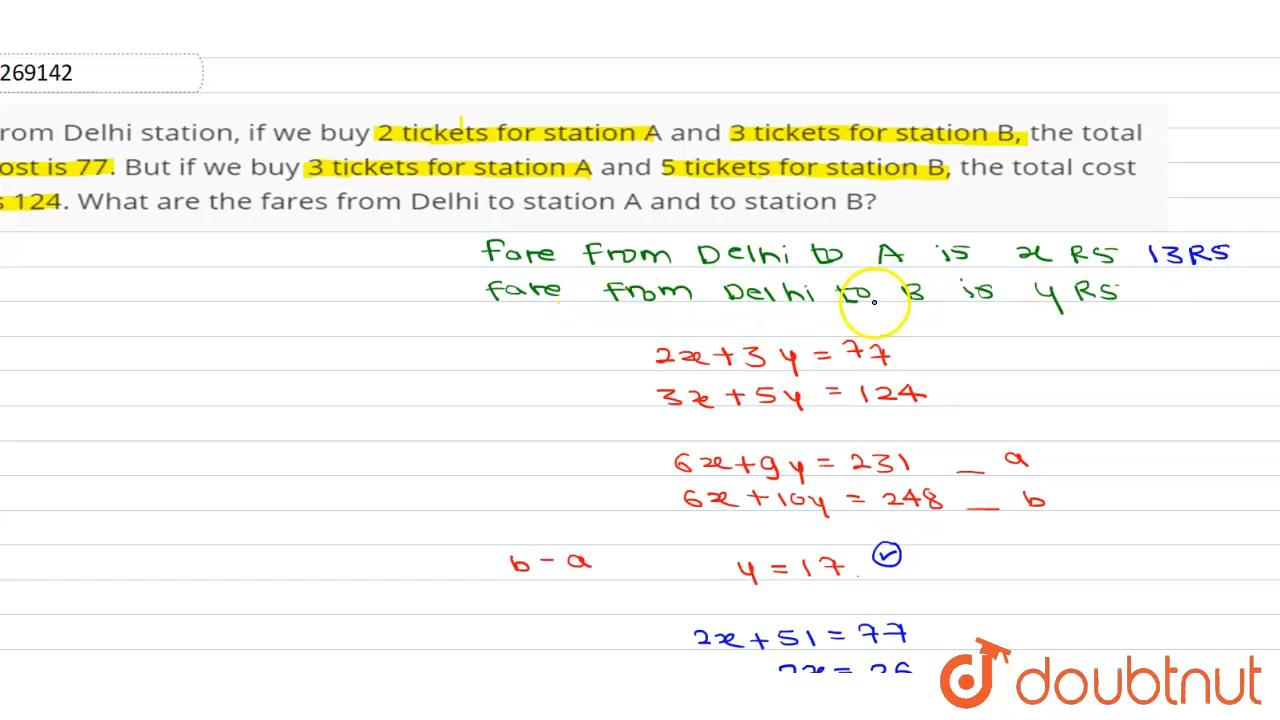 269142
rom Delhi station, if we buy 2 tickets for station A and 3 tickets for station B, the total
ost is 77. But if we buy 3 tickets for station A and 5 tickets for station B, the total cost
s 124. What are the fares from Delhi to station A and to station B?
fare from Delhi to A is x RS 13RS
fare from Delhi to B is y RS
2x+3y=77
3x+5y=124
6x+9y=231 _ a
6x+10y=248 _ b
b-a y=17
2x+51=77
2x=26
doubtnut